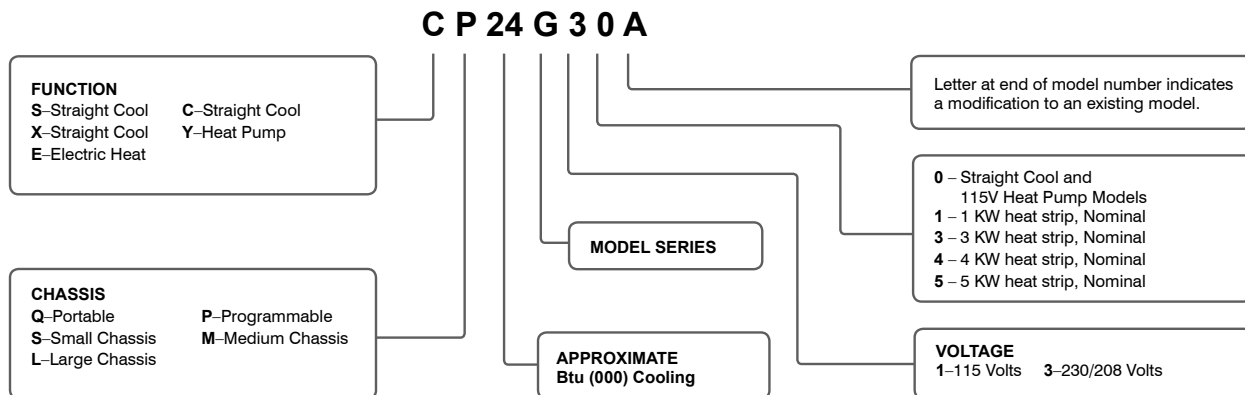 C P 24 G 3 0 A
FUNCTION
S–Straight Cool C–Straight Cool
X–Straight Cool Y–Heat Pump
E–Electric Heat
CHASSIS
Q–Portable P–Programmable
S–Small Chassis M–Medium Chassis
L–Large Chassis
MODEL SERIES
APPROXIMATE
Btu (000) Cooling
Letter at end of model number indicates
a modification to an existing model.
0 – Straight Cool and
115V Heat Pump Models
1 – 1 KW heat strip, Nominal
3 – 3 KW heat strip, Nominal
4 – 4 KW heat strip, Nominal
5 – 5 KW heat strip, Nominal
VOLTAGE
1–115 Volts 3–230/208 Volts